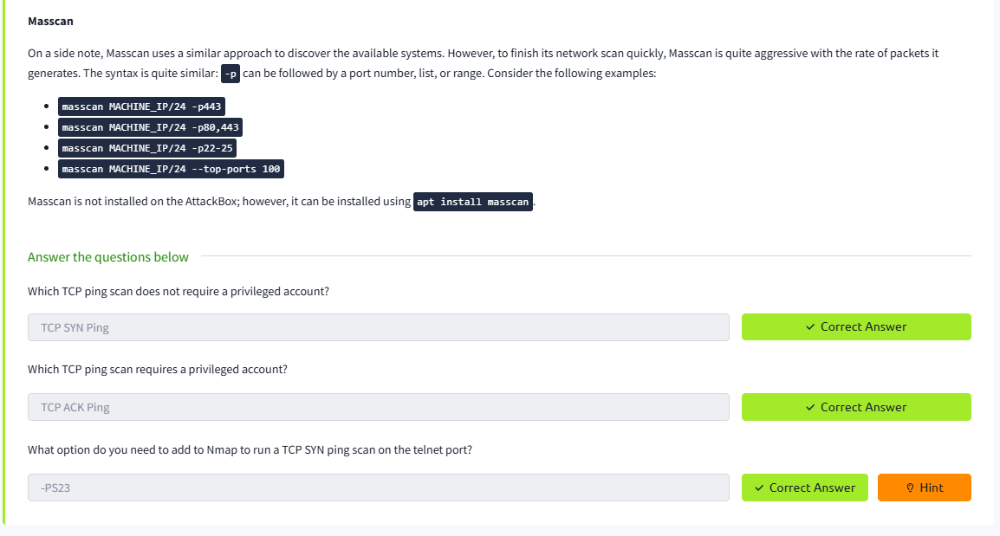 Masscan
On a side note, Masscan uses a similar approach to discover the available systems. However, to finish its network scan quickly, Masscan is quite aggressive with the rate of packets it
generates. The syntax is quite similar: -p can be followed by a port number, list, or range. Consider the following examples:
masscan MACHINE_IP/24 -p443
masscan MACHINE_IP/24 -p80,443
masscan MACHINE_IP/24 -p22-25
masscan MACHINE_IP/24 --top-ports 100
Masscan is not installed on the AttackBox; however, it can be installed using apt install masscan.
Answer the questions below
Which TCP ping scan does not require a privileged account?
TCP SYN Ping
Correct Answer
Which TCP ping scan requires a privileged account?
TCP ACK Ping
Correct Answer
What option do you need to add to Nmap to run a TCP SYN ping scan on the telnet port?
-PS23
Correct Answer
Hint